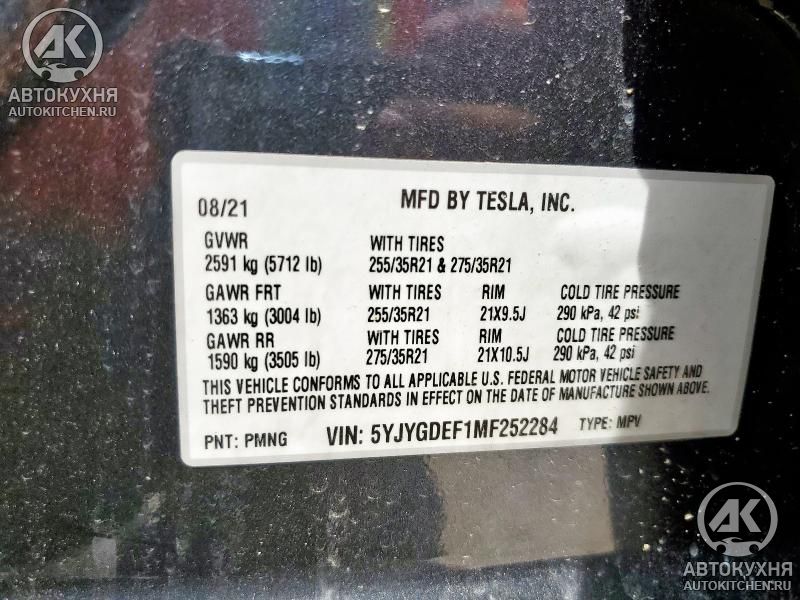 AK
АВТОКУХНЯ
AUTOKITCHEN.RU
08/21 MFD BY TESLA, INC.
GVWR WITH TIRES
2591 kg (5712 lb) 255/35R21 & 275/35R21
GAWR FRT WITH TIRES RIM COLD TIRE PRESSURE
1363 kg (3004 lb) 255/35R21 21X9.5J 290 kPa, 42 psi
GAWR RR WITH TIRES RIM COLD TIRE PRESSURE
1590 kg (3505 lb) 275/35R21 21X10.5J 290 kPa, 42 psi
THIS VEHICLE CONFORMS TO ALL APPLICABLE U.S. FEDERAL MOTOR VEHICLE SAFETY AND
THEFT PREVENTION STANDARDS IN EFFECT ON THE DATE OF MANUFACTURE SHOWN ABOVE.
PNT: PMNG VIN: 5YJYGDEF1MF252284 TYPE: MPV
AK
АВТОКУХНЯ
AUTOKITCHEN.RU